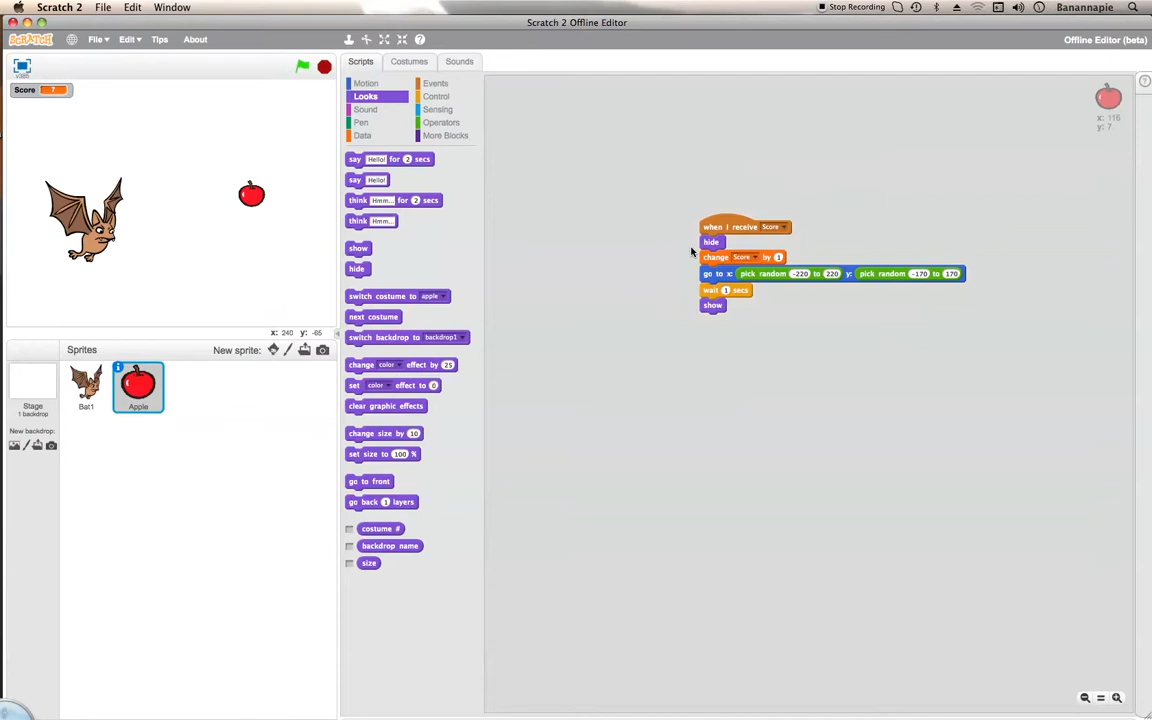 Scratch 2 File Edit Window Stop Recording Banannapie
Scratch 2 Offline Editor
SCRATCH File Edit Tips About Offline Editor (beta)
v385
Score 7
x: 240 y: -65
Sprites New sprite:
Stage
1 backdrop
New backdrop:
Bat1
Apple
Scripts Costumes Sounds
Motion Events
Looks Control
Sound Sensing
Pen Operators
Data More Blocks
say Hello! for 2 secs
say Hello!
think Hmm... for 2 secs
think Hmm...
show
hide
switch costume to apple
next costume
switch backdrop to backdrop1
change color effect by 25
set color effect to 0
clear graphic effects
change size by 10
set size to 100 %
go to front
go back 1 layers
costume #
backdrop name
size
when I receive Score
hide
change Score by 1
go to x: pick random -220 to 220 y: pick random -170 to 170
wait 1 secs
show
x: 116
y: 7